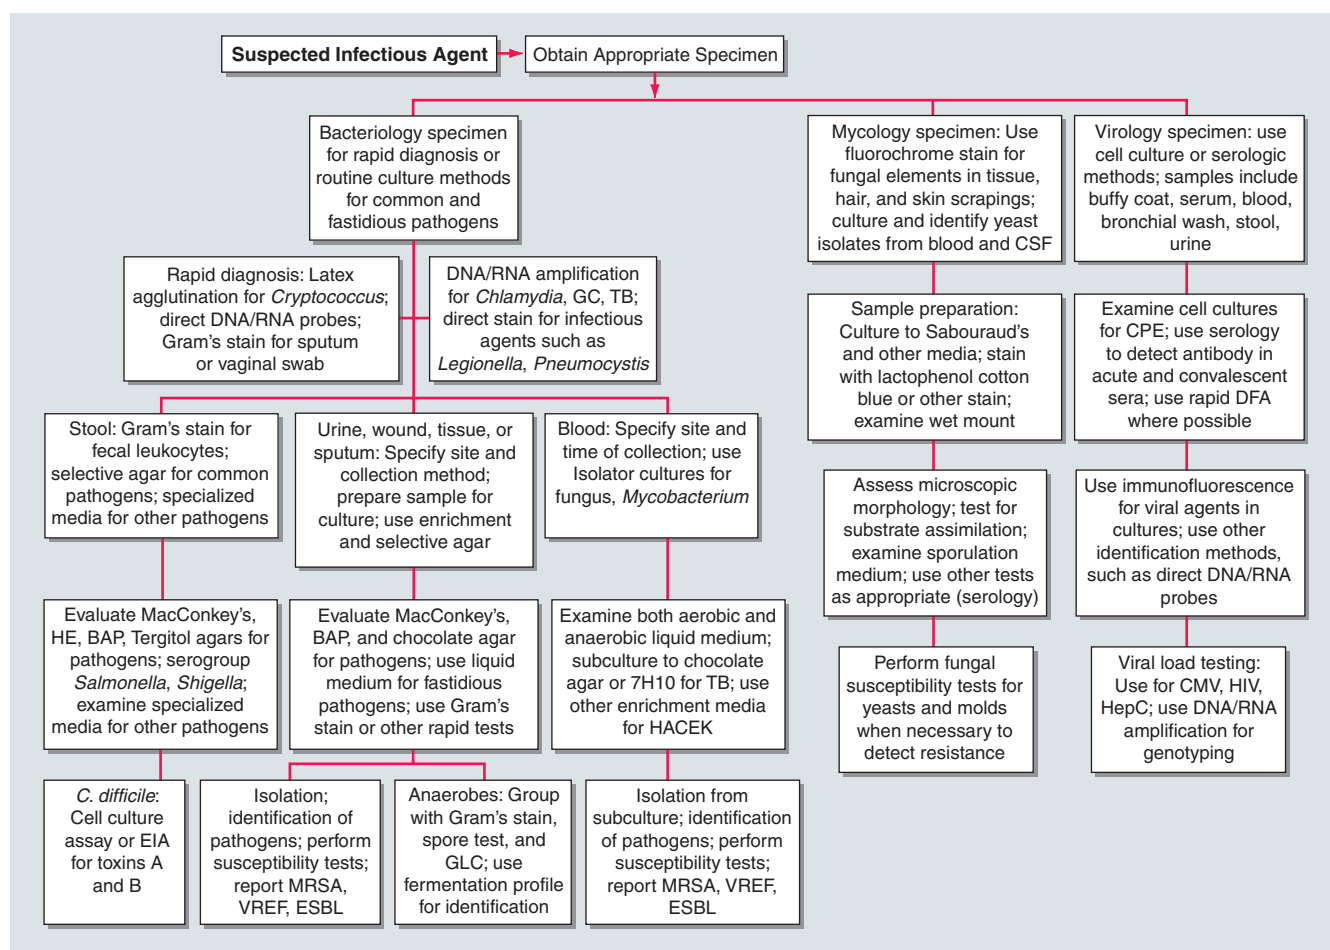 Suspected Infectious Agent
Obtain Appropriate Specimen
Bacteriology specimen
for rapid diagnosis or
routine culture methods
for common and
fastidious pathogens
Mycology specimen: Use
fluorochrome stain for
fungal elements in tissue,
hair, and skin scrapings;
culture and identify yeast
isolates from blood and CSF
Virology specimen: use
cell culture or serologic
methods; samples include
buffy coat, serum, blood,
bronchial wash, stool,
urine
Rapid diagnosis: Latex
agglutination for Cryptococcus;
direct DNA/RNA probes;
Gram's stain for sputum
or vaginal swab
DNA/RNA amplification
for Chlamydia, GC, TB;
direct stain for infectious
agents such as
Legionella, Pneumocystis
Sample preparation:
Culture to Sabouraud's
and other media; stain
with lactophenol cotton
blue or other stain;
examine wet mount
Examine cell cultures
for CPE; use serology
to detect antibody in
acute and convalescent
sera; use rapid DFA
where possible
Stool: Gram's stain for
fecal leukocytes;
selective agar for common
pathogens; specialized
media for other pathogens
Urine, wound, tissue, or
sputum: Specify site and
collection method;
prepare sample for
culture; use enrichment
and selective agar
Blood: Specify site and
time of collection; use
Isolator cultures for
fungus, Mycobacterium
Assess microscopic
morphology; test for
substrate assimilation;
examine sporulation
medium; use other tests
as appropriate (serology)
Use immunofluorescence
for viral agents in
cultures; use other
identification methods,
such as direct DNA/RNA
probes
Evaluate MacConkey's,
HE, BAP, Tergitol agars for
pathogens; serogroup
Salmonella, Shigella;
examine specialized
media for other pathogens
Evaluate MacConkey's,
BAP, and chocolate agar
for pathogens; use liquid
medium for fastidious
pathogens; use Gram's
stain or other rapid tests
Examine both aerobic and
anaerobic liquid medium;
subculture to chocolate
agar or 7H10 for TB; use
other enrichment media
for HACEK
Perform fungal
susceptibility tests for
yeasts and molds
when necessary to
detect resistance
Viral load testing:
Use for CMV, HIV,
HepC; use DNA/RNA
amplification for
genotyping
C. difficile:
Cell culture
assay or EIA
for toxins A
and B
Isolation;
identification of
pathogens; perform
susceptibility tests;
report MRSA,
VREF, ESBL
Anaerobes: Group
with Gram's stain,
spore test, and
GLC; use
fermentation profile
for identification
Isolation from
subculture; identification
of pathogens; perform
susceptibility tests;
report MRSA, VREF,
ESBL